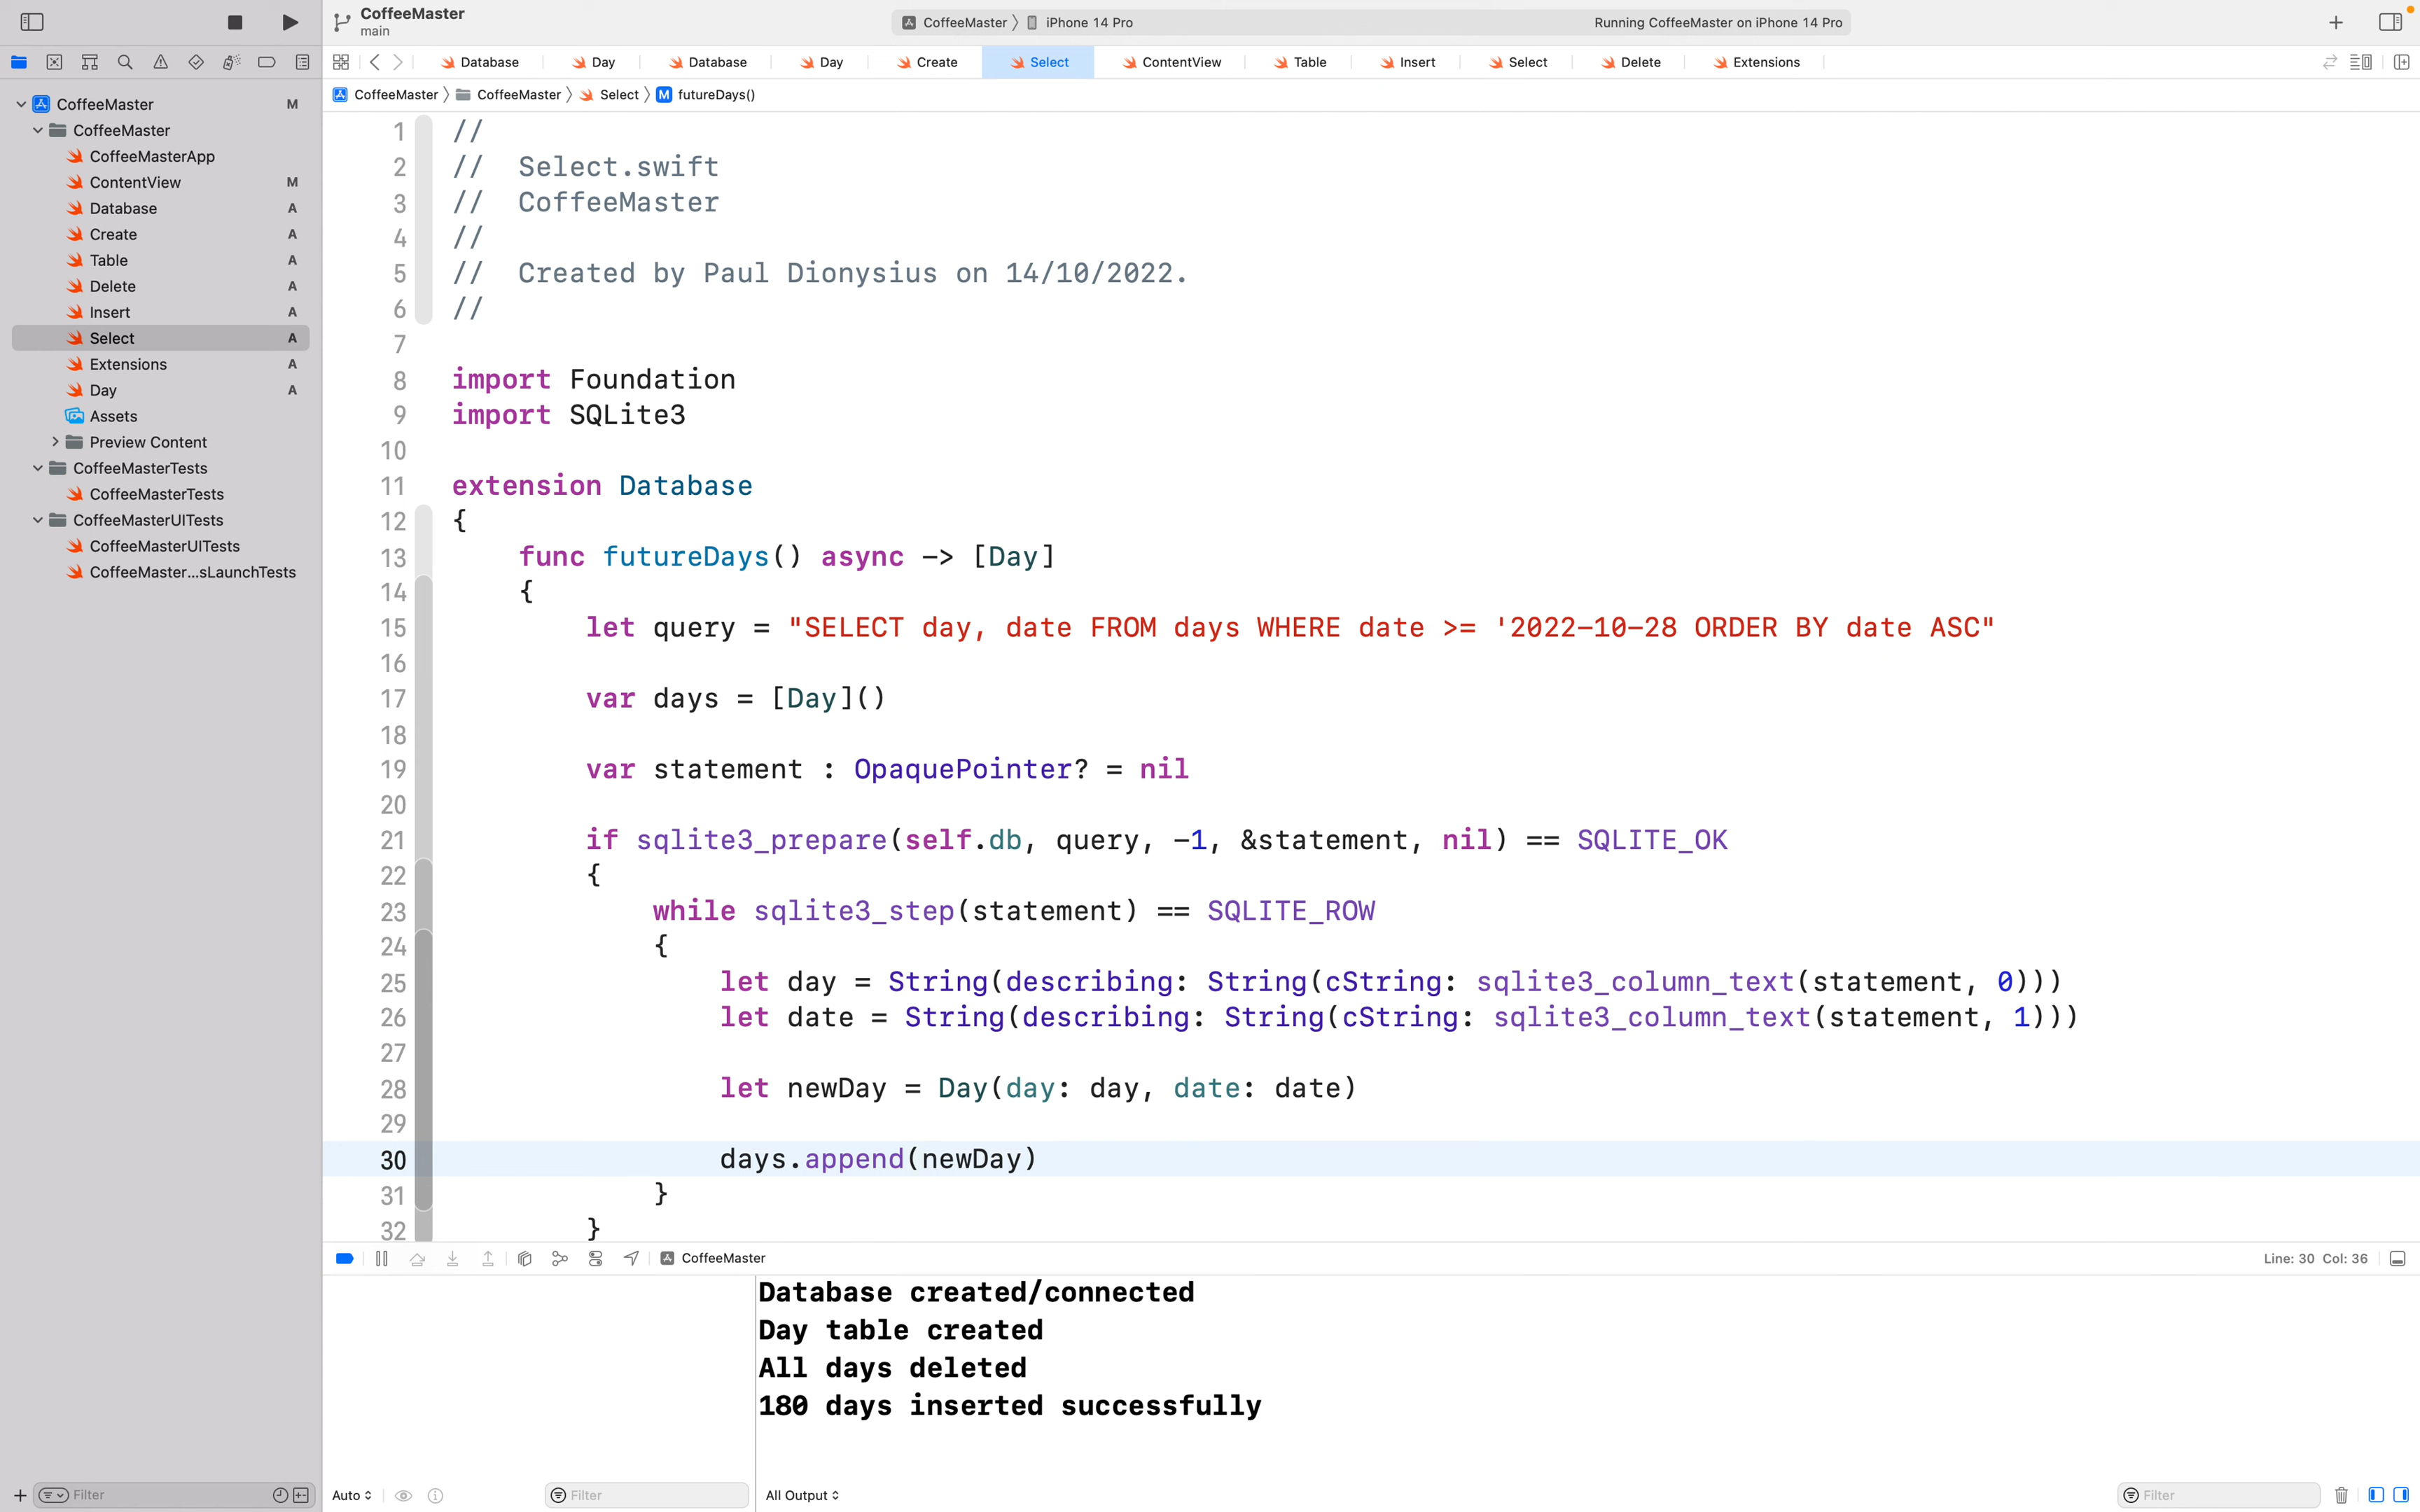 CoffeeMaster
main
CoffeeMaster iPhone 14 Pro Running CoffeeMaster on iPhone 14 Pro
Database Day Database Day Create Select ContentView Table Insert Select Delete Extensions
CoffeeMaster CoffeeMaster Select M futureDays()
CoffeeMaster M
CoffeeMaster
CoffeeMasterApp
ContentView M
Database A
Create A
Table A
Delete A
Insert A
Select A
Extensions A
Day A
Assets
Preview Content
CoffeeMasterTests
CoffeeMasterTests
CoffeeMasterUITests
CoffeeMasterUITests
CoffeeMaster...sLaunchTests
Filter
1 //
2 //  Select.swift
3 //  CoffeeMaster
4 //
5 //  Created by Paul Dionysius on 14/10/2022.
6 //
7
8 import Foundation
9 import SQLite3
10
11 extension Database
12 {
13     func futureDays() async -> [Day]
14     {
15         let query = "SELECT day, date FROM days WHERE date >= '2022-10-28 ORDER BY date ASC"
16
17         var days = [Day]()
18
19         var statement : OpaquePointer? = nil
20
21         if sqlite3_prepare(self.db, query, -1, &statement, nil) == SQLITE_OK
22         {
23             while sqlite3_step(statement) == SQLITE_ROW
24             {
25                 let day = String(describing: String(cString: sqlite3_column_text(statement, 0)))
26                 let date = String(describing: String(cString: sqlite3_column_text(statement, 1)))
27
28                 let newDay = Day(day: day, date: date)
29
30                 days.append(newDay)
31             }
32         }
CoffeeMaster Line: 30 Col: 36
Database created/connected
Day table created
All days deleted
180 days inserted successfully
Auto Filter All Output Filter